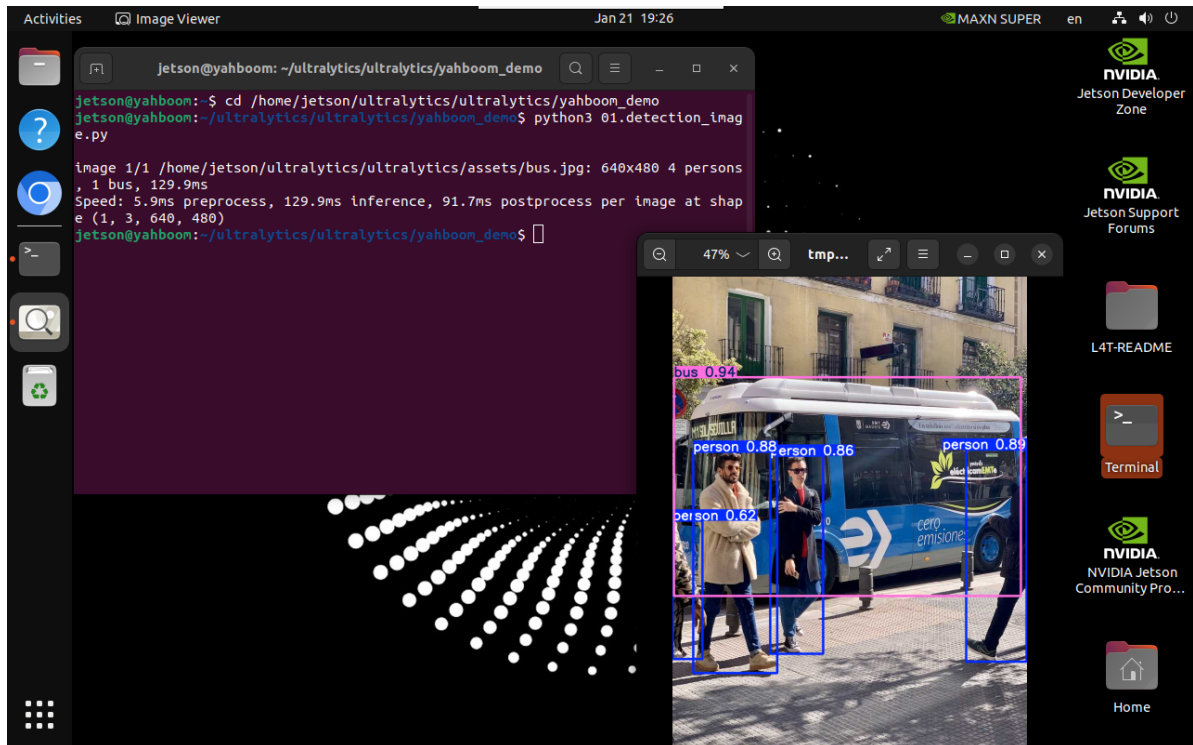 Activities
Image Viewer
Jan 21 19:26
MAXN SUPER
en
jetson@yahboom: ~/ultralytics/ultralytics/yahboom_demo
jetson@yahboom:~$ cd /home/jetson/ultralytics/ultralytics/yahboom_demo
jetson@yahboom:~/ultralytics/ultralytics/yahboom_demo$ python3 01.detection_imag
e.py
image 1/1 /home/jetson/ultralytics/ultralytics/assets/bus.jpg: 640x480 4 persons
, 1 bus, 129.9ms
Speed: 5.9ms preprocess, 129.9ms inference, 91.7ms postprocess per image at shap
e (1, 3, 640, 480)
jetson@yahboom:~/ultralytics/ultralytics/yahboom_demo$
47%
tmp...
bus 0.94
person 0.88
person 0.86
person 0.89
person 0.62
cero
emisiones
NVIDIA.
Jetson Developer
Zone
NVIDIA.
Jetson Support
Forums
L4T-README
>_
Terminal
NVIDIA.
NVIDIA Jetson
Community Pro...
Home